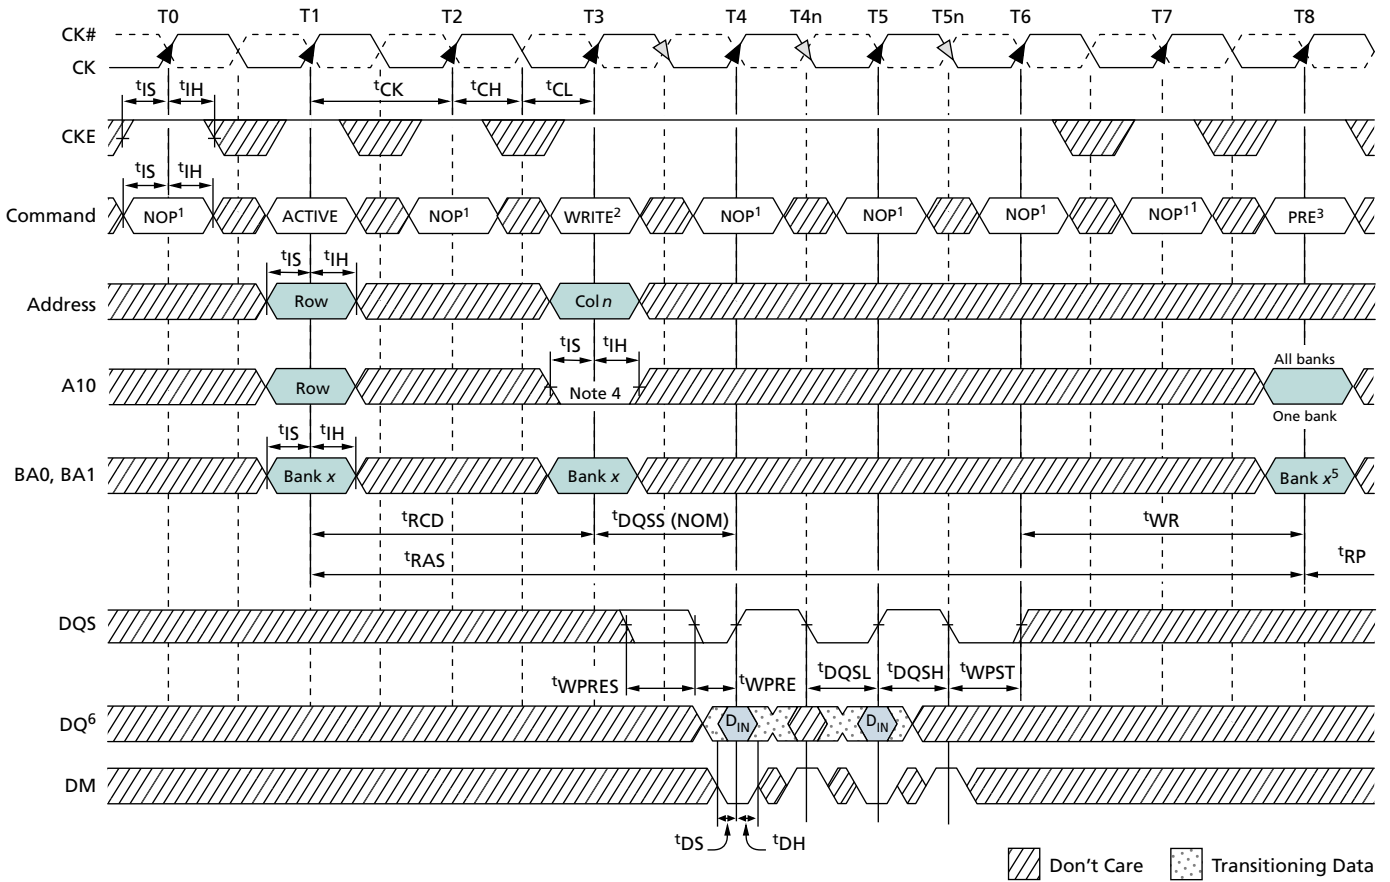 T0 T1 T2 T3 T4 T4n T5 T5n T6 T7 T8
CK#
CK
tIS tIH tCK tCH tCL
CKE
tIS tIH
Command NOP1 ACTIVE NOP1 WRITE2 NOP1 NOP1 NOP1 NOP11 PRE3
tIS tIH
Address Row Col n
tIS tIH
All banks
A10 Row Note 4
One bank
tIS tIH
BA0, BA1 Bank x Bank x Bank x5
tRCD tDQSS (NOM) tWR
tRAS tRP
DQS
tWPRES tWPRE tDQSL tDQSH tWPST
DQ6 DIN DIN
DM
tDS tDH
Don't Care Transitioning Data